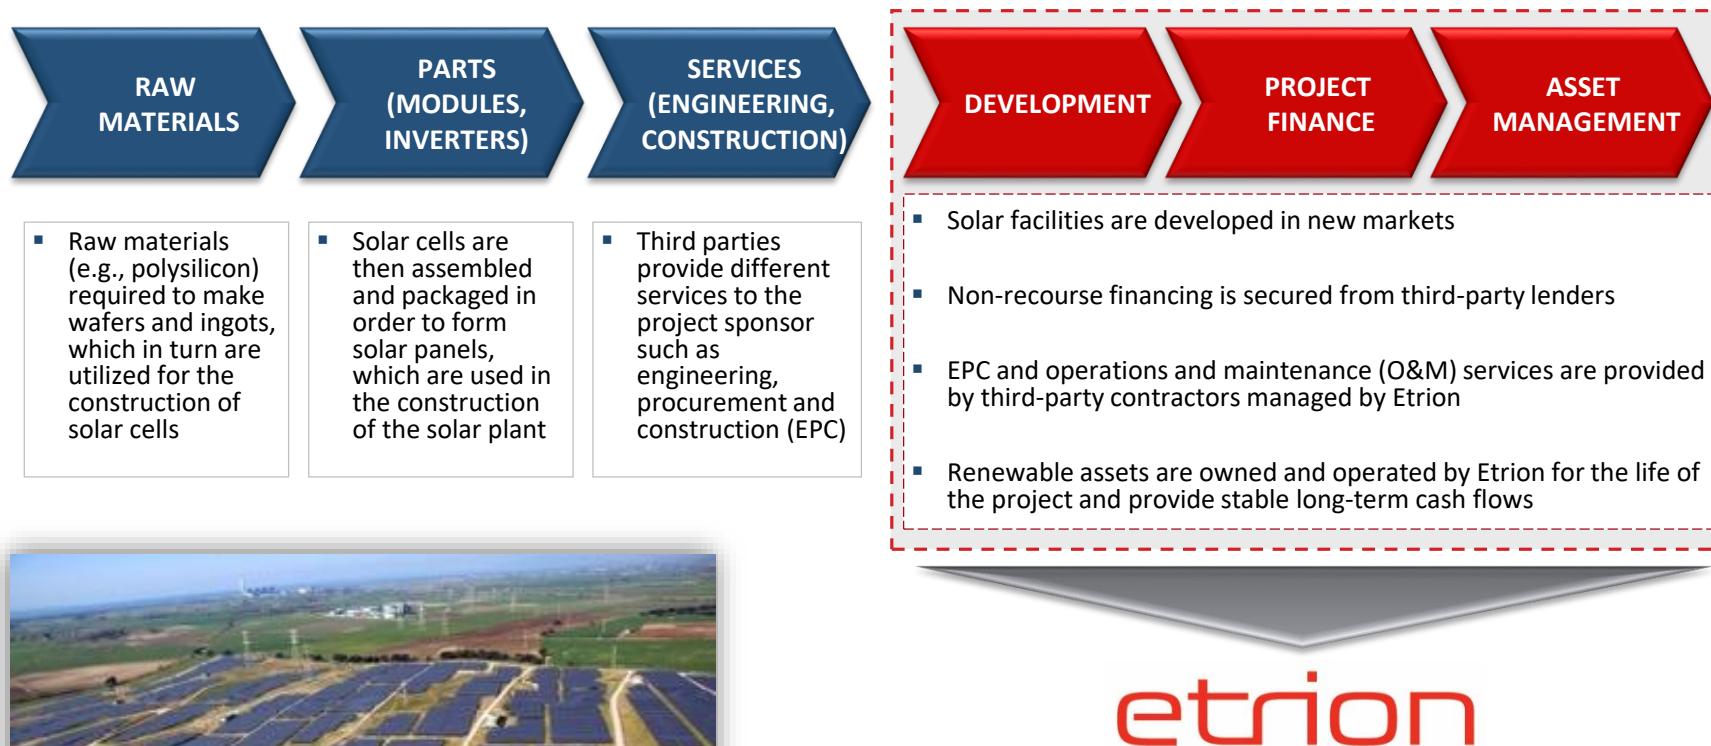 RAW
MATERIALS
PARTS
(MODULES,
INVERTERS)
SERVICES
(ENGINEERING,
CONSTRUCTION)
DEVELOPMENT
PROJECT
FINANCE
ASSET
MANAGEMENT
▪ Raw materials
(e.g., polysilicon)
required to make
wafers and ingots,
which in turn are
utilized for the
construction of
solar cells
▪ Solar cells are
then assembled
and packaged in
order to form
solar panels,
which are used in
the construction
of the solar plant
▪ Third parties
provide different
services to the
project sponsor
such as
engineering,
procurement and
construction (EPC)
▪ Solar facilities are developed in new markets
▪ Non-recourse financing is secured from third-party lenders
▪ EPC and operations and maintenance (O&M) services are provided
by third-party contractors managed by Etrion
▪ Renewable assets are owned and operated by Etrion for the life of
the project and provide stable long-term cash flows
etrion